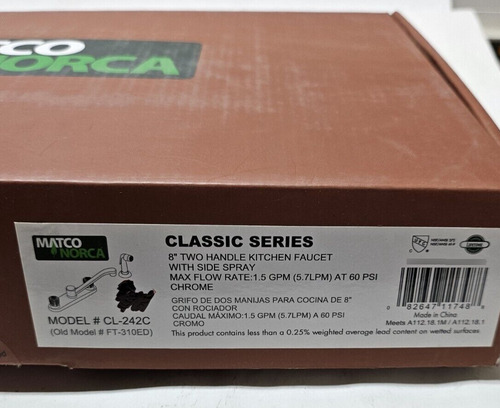 MATCO
NORCA
MATCO
NORCA
CLASSIC SERIES
8" TWO HANDLE KITCHEN FAUCET
WITH SIDE SPRAY
MAX FLOW RATE:1.5 GPM (5.7LPM) AT 60 PSI
CHROME
GRIFO DE DOS MANIJAS PARA COCINA DE 8"
CON ROCIADOR
CAUDAL MÁXIMO:1.5 GPM (5.7LPM) A 60 PSI
CROMO
This product contains less than a 0.25% weighted average lead content on wetted surfaces.
MODEL # CL-242C
(Old Model # FT-310ED)
0 82647 11748
Made in China
Meets A112.18.1M / A112.18.1